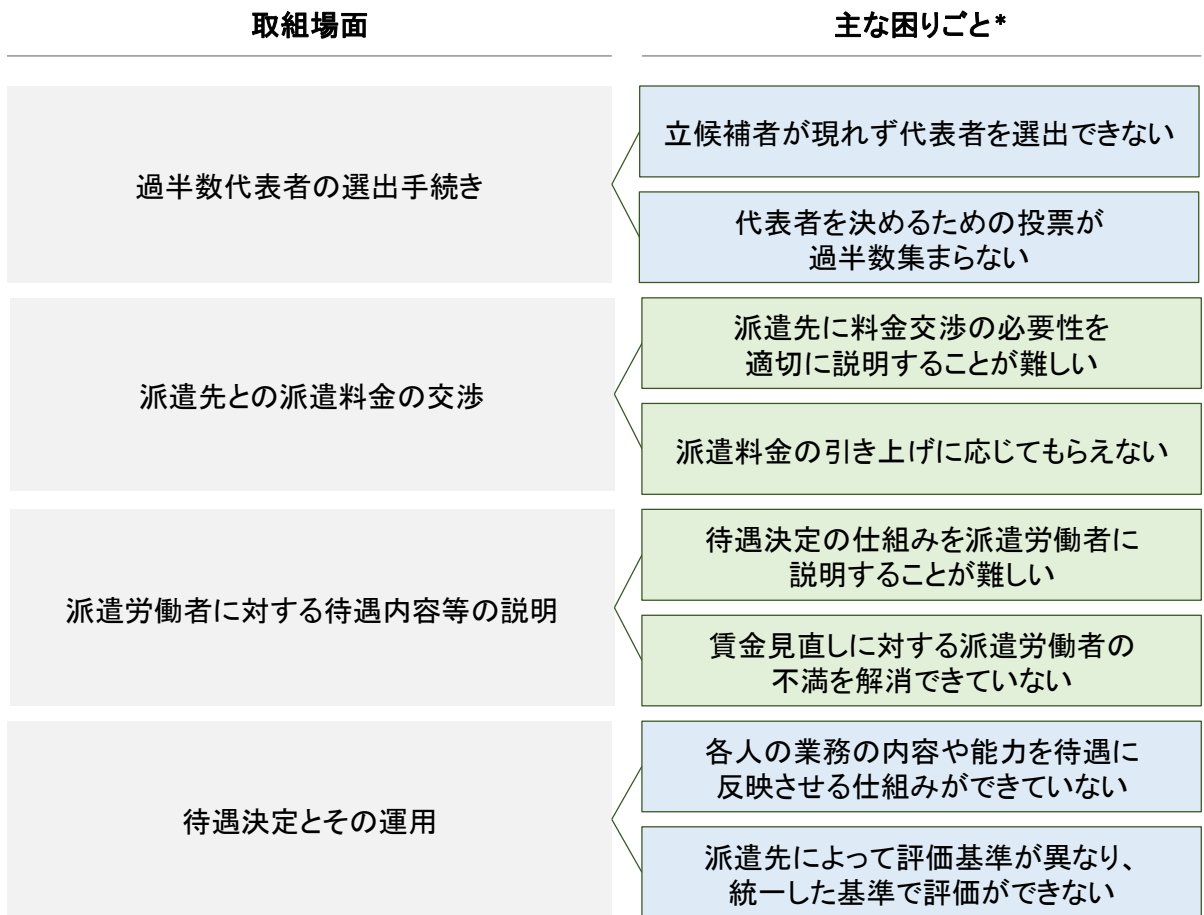 取組場面
主な困りごと*
過半数代表者の選出手続き
立候補者が現れず代表者を選出できない
代表者を決めるための投票が
過半数集まらない
派遣先との派遣料金の交渉
派遣先に料金交渉の必要性を
適切に説明することが難しい
派遣料金の引き上げに応じてもらえない
派遣労働者に対する待遇内容等の説明
待遇決定の仕組みを派遣労働者に
説明することが難しい
賃金見直しに対する派遣労働者の
不満を解消できていない
待遇決定とその運用
各人の業務の内容や能力を待遇に
反映させる仕組みができていない
派遣先によって評価基準が異なり、
統一した基準で評価ができない